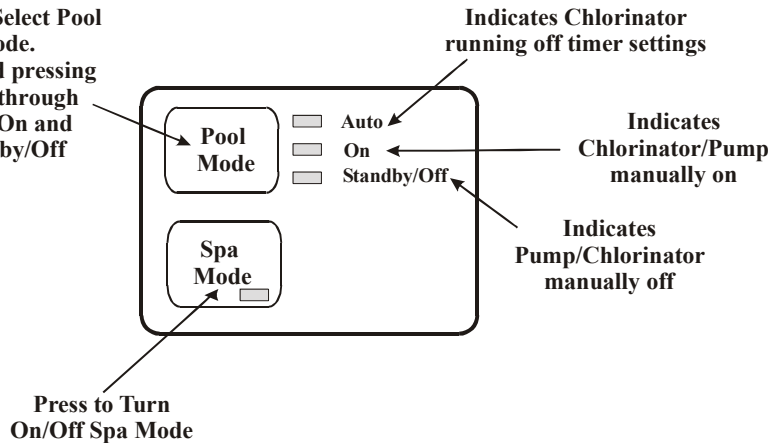 Select Pool
ode.
l pressing
through
On and
by/Off
Indicates Chlorinator
running off timer settings
Pool
Mode
Auto
On
Standby/Off
Indicates
Chlorinator/Pump
manually on
Spa
Mode
Indicates
Pump/Chlorinator
manually off
Press to Turn
On/Off Spa Mode